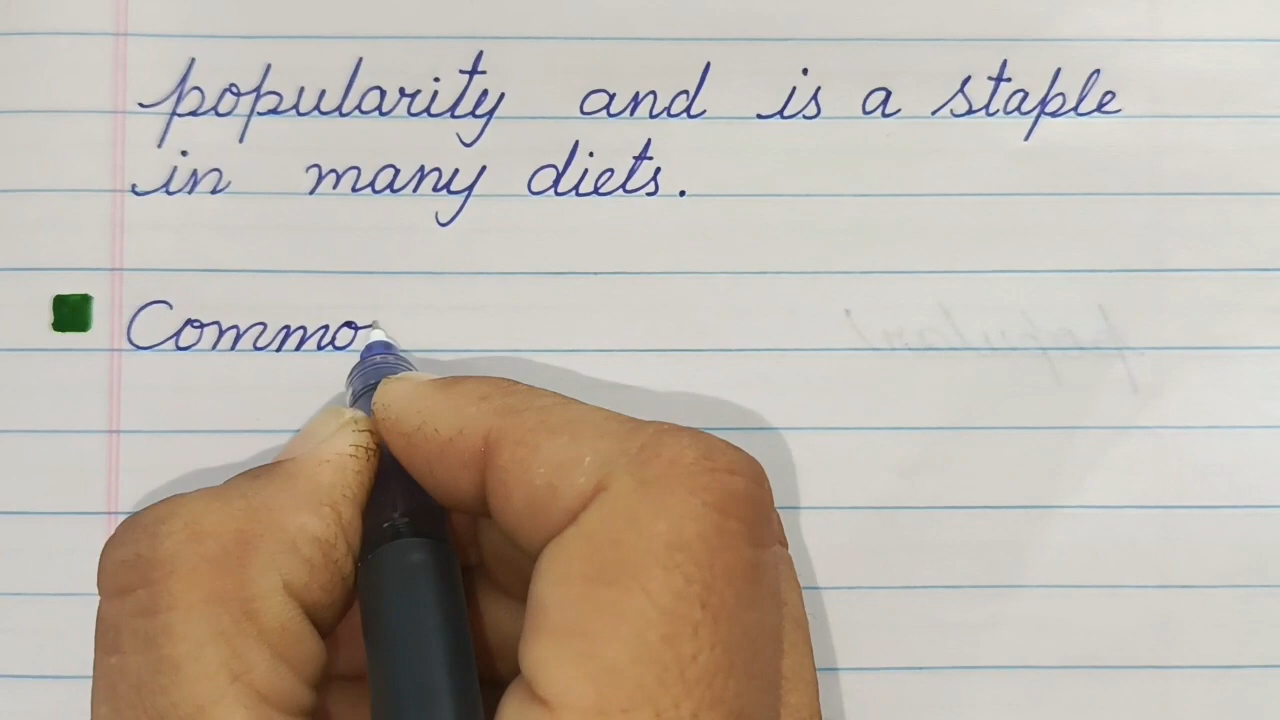 popularity and is a staple
in many diets.
Commo